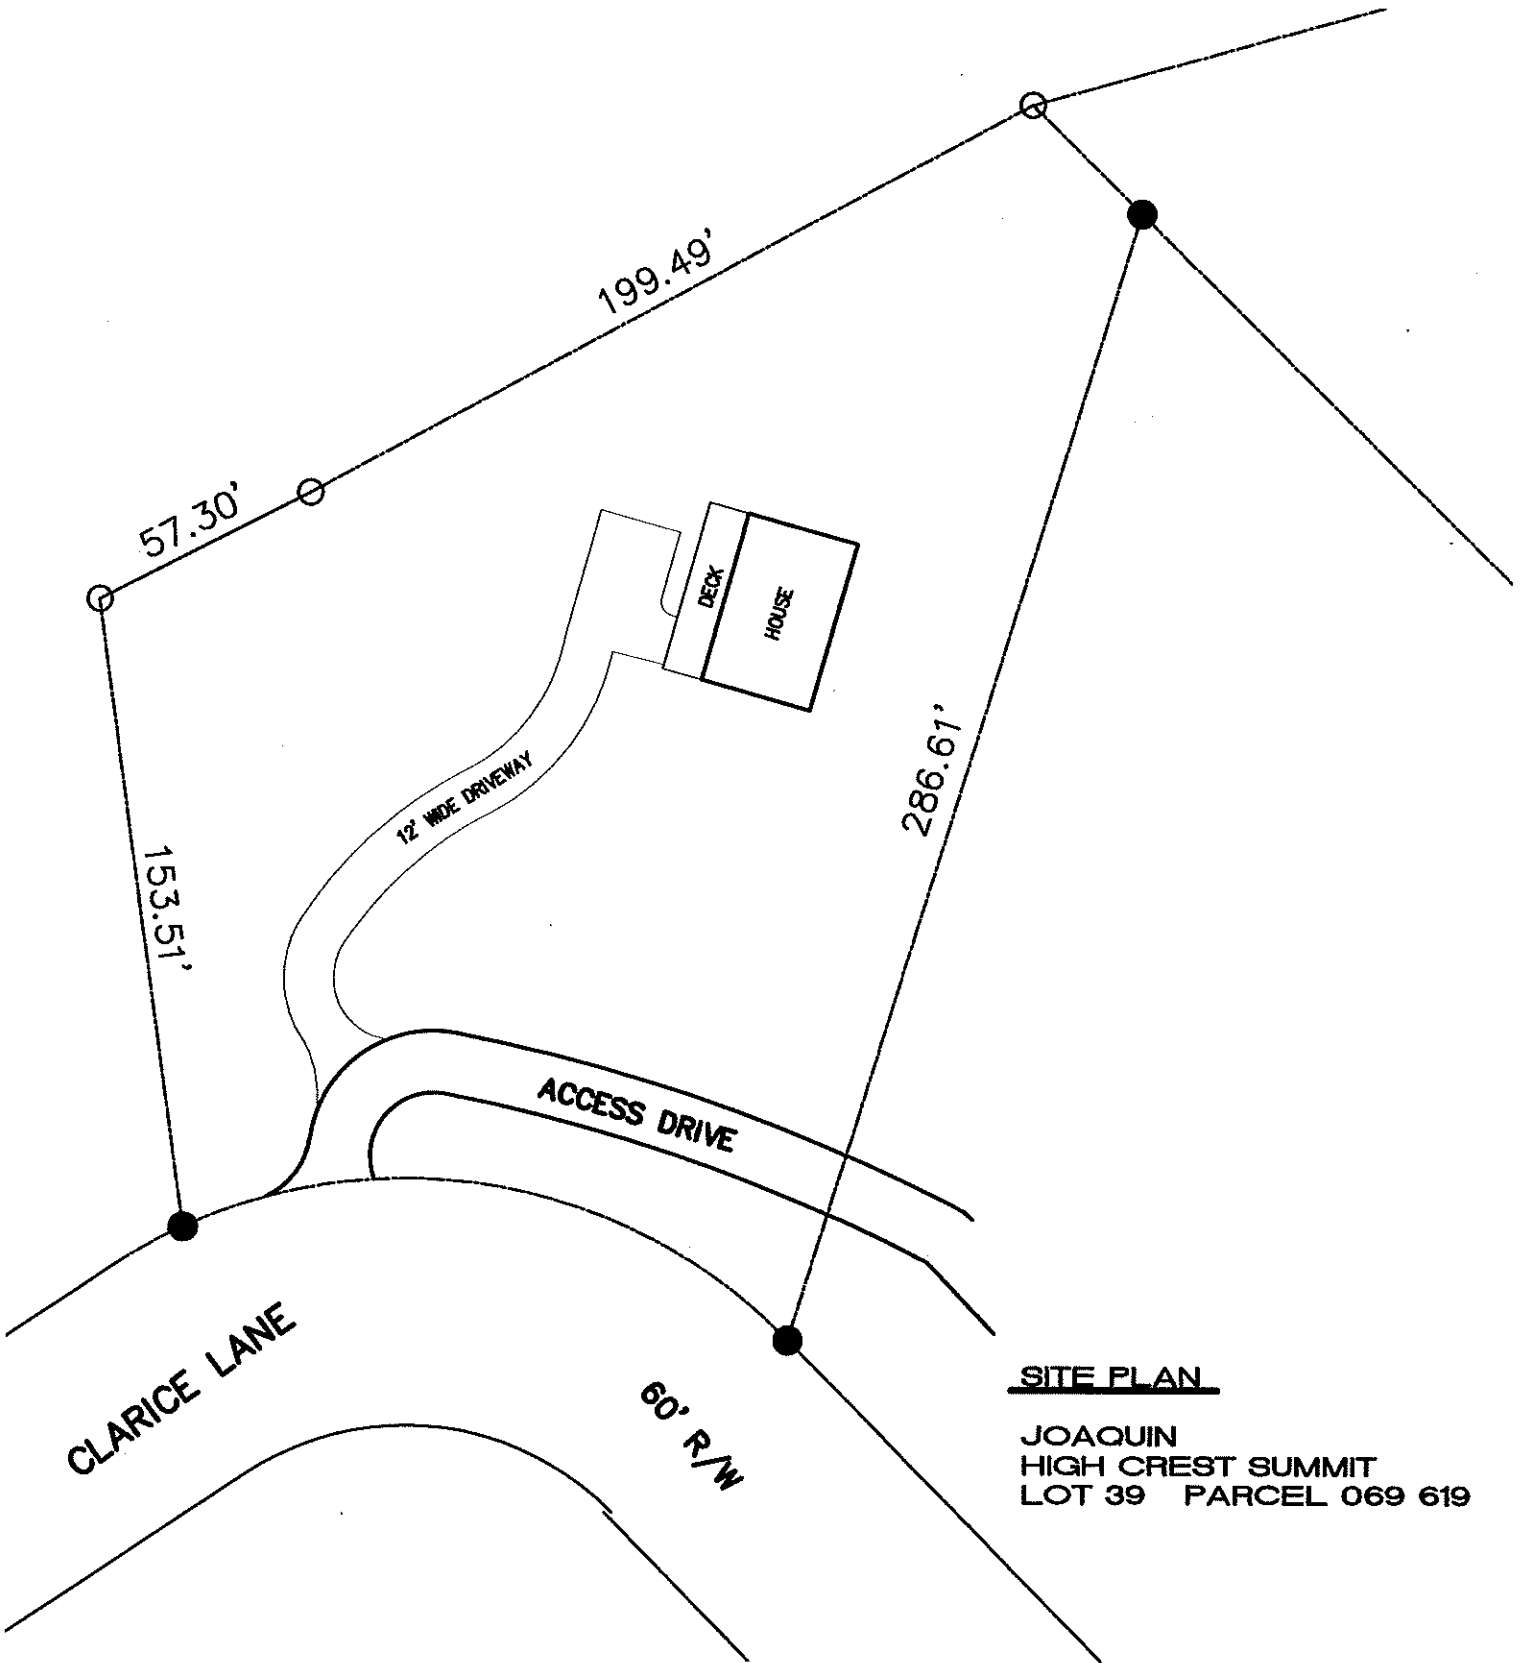 199.49'
57.30'
DECK
HOUSE
286.61'
12' WIDE DRIVEWAY
153.51'
ACCESS DRIVE
CLARICE LANE
60' R/W
SITE PLAN
JOAQUIN
HIGH CREST SUMMIT
LOT 39 PARCEL 069 619